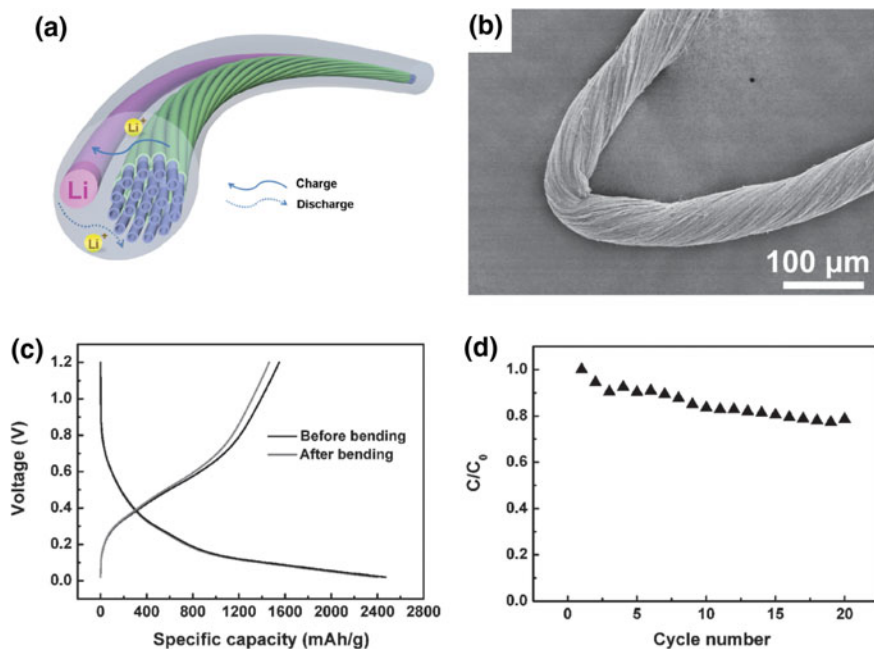 (a)
Li+
Li
Li+
Charge
Discharge
(b)
100 μm
(c)
1.2
1.0
0.8
0.6
0.4
0.2
0.0
Voltage (V)
Before bending
After bending
0 400 800 1200 1600 2000 2400 2800
Specific capacity (mAh/g)
(d)
1.0
0.8
0.6
0.4
0.2
0.0
C/C0
0 5 10 15 20
Cycle number